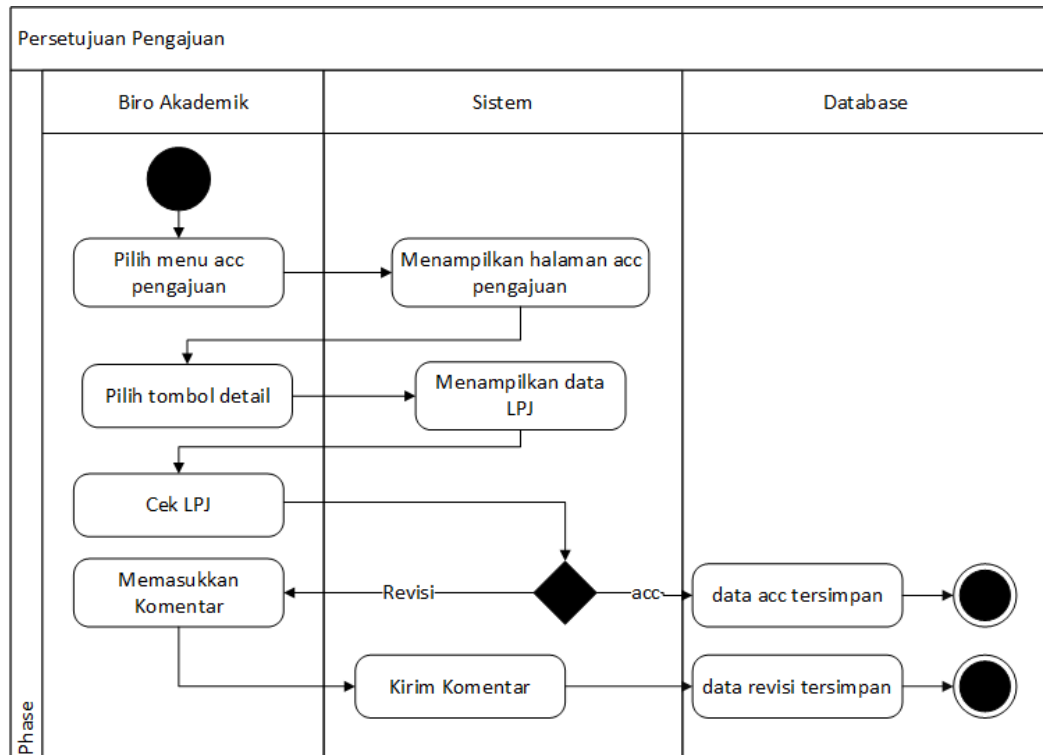 Persetujuan Pengajuan
Biro Akademik
Sistem
Database
Pilih menu acc
pengajuan
Menampilkan halaman acc
pengajuan
Pilih tombol detail
Menampilkan data
LPJ
Cek LPJ
Memasukkan
Komentar
Revisi
acc
data acc tersimpan
Kirim Komentar
data revisi tersimpan
Phase